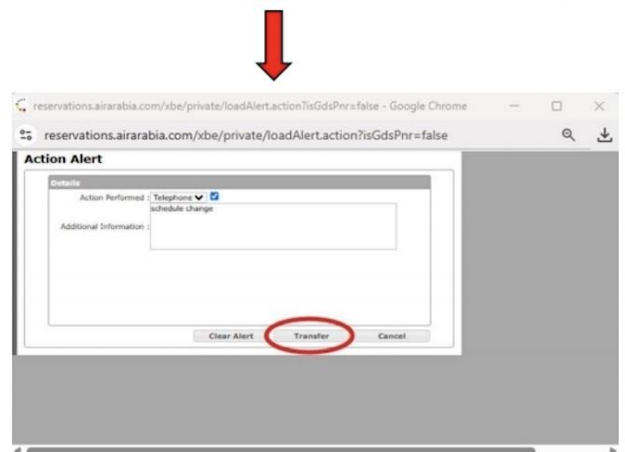 reservations.airarabia.com/xbe/private/loadAlert.action?isGdsPnr=false - Google Chrome
reservations.airarabia.com/xbe/private/loadAlert.action?isGdsPnr=false
Action Alert
Details
Action Performed : Telephone
schedule change
Additional Information :
Clear Alert Transfer Cancel